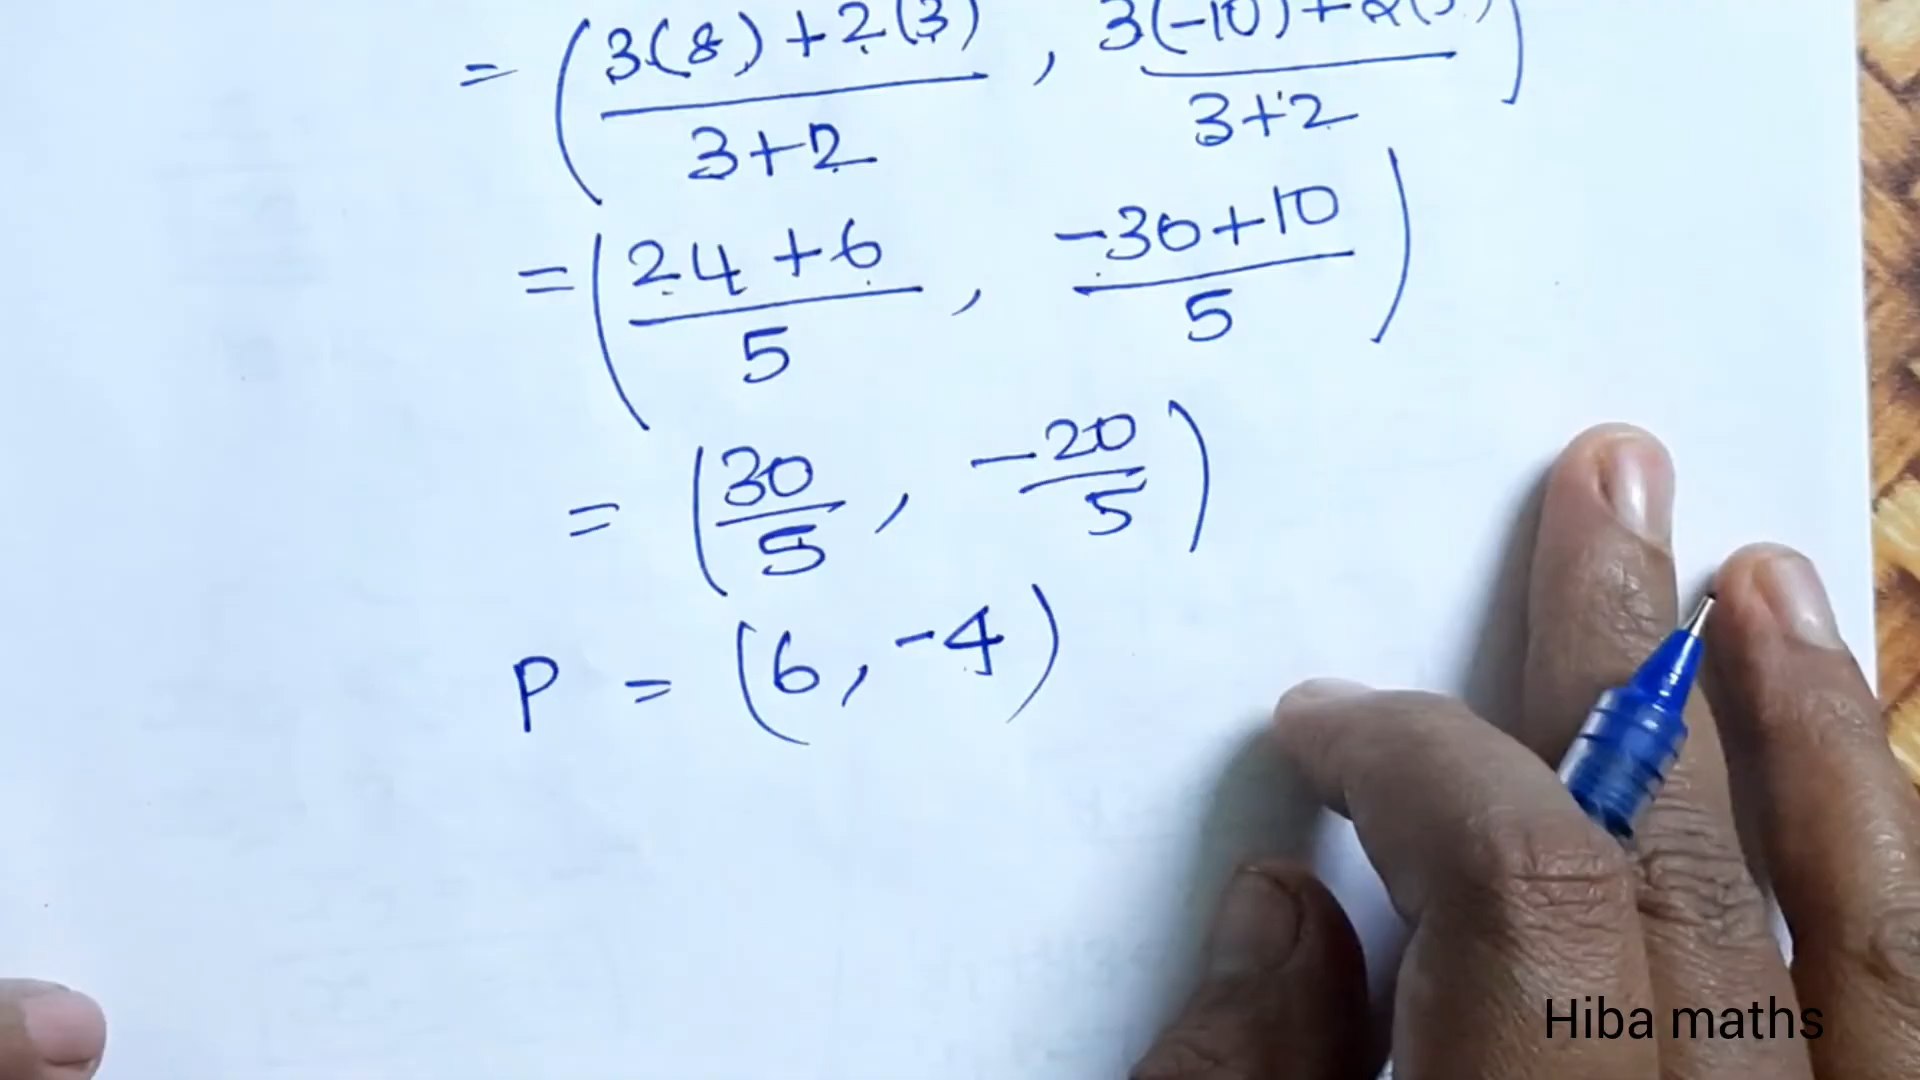 = ( 3(8)+2(3) / 3+2 , 3(-10)+2( ) / 3+2 )
= ( 24+6 / 5 , -30+10 / 5 )
= ( 30/5 , -20/5 )
P = (6, -4)
Hiba maths